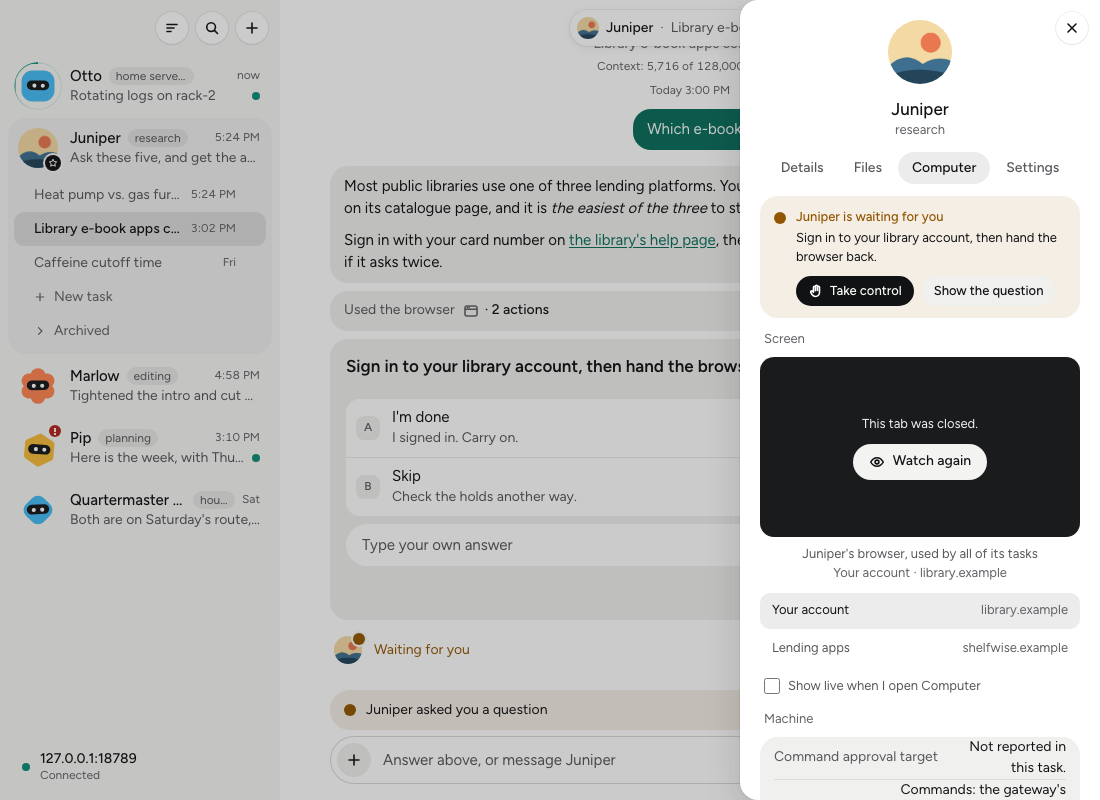 Otto home serve... now
Rotating logs on rack-2
Juniper research 5:24 PM
Ask these five, and get the a...
Heat pump vs. gas fur... 5:24 PM
Library e-book apps c... 3:02 PM
Caffeine cutoff time Fri
+ New task
Archived
Marlow editing 4:58 PM
Tightened the intro and cut ...
Pip planning 3:10 PM
Here is the week, with Thu...
Quartermaster ... hou... Sat
Both are on Saturday's route,...
127.0.0.1:18789
Connected
Juniper · Library e-b
Library e-book apps
Context: 5,716 of 128,000
Today 3:00 PM
Which e-book
Most public libraries use one of three lending platforms. You
on its catalogue page, and it is the easiest of the three to st
Sign in with your card number on the library's help page, the
if it asks twice.
Used the browser · 2 actions
Sign in to your library account, then hand the brows
A I'm done
I signed in. Carry on.
B Skip
Check the holds another way.
Type your own answer
Waiting for you
Juniper asked you a question
Answer above, or message Juniper
Juniper
research
Details Files Computer Settings
Juniper is waiting for you
Sign in to your library account, then hand the
browser back.
Take control Show the question
Screen
This tab was closed.
Watch again
Juniper's browser, used by all of its tasks
Your account · library.example
Your account library.example
Lending apps shelfwise.example
Show live when I open Computer
Machine
Command approval target Not reported in
this task.
Commands: the gateway's